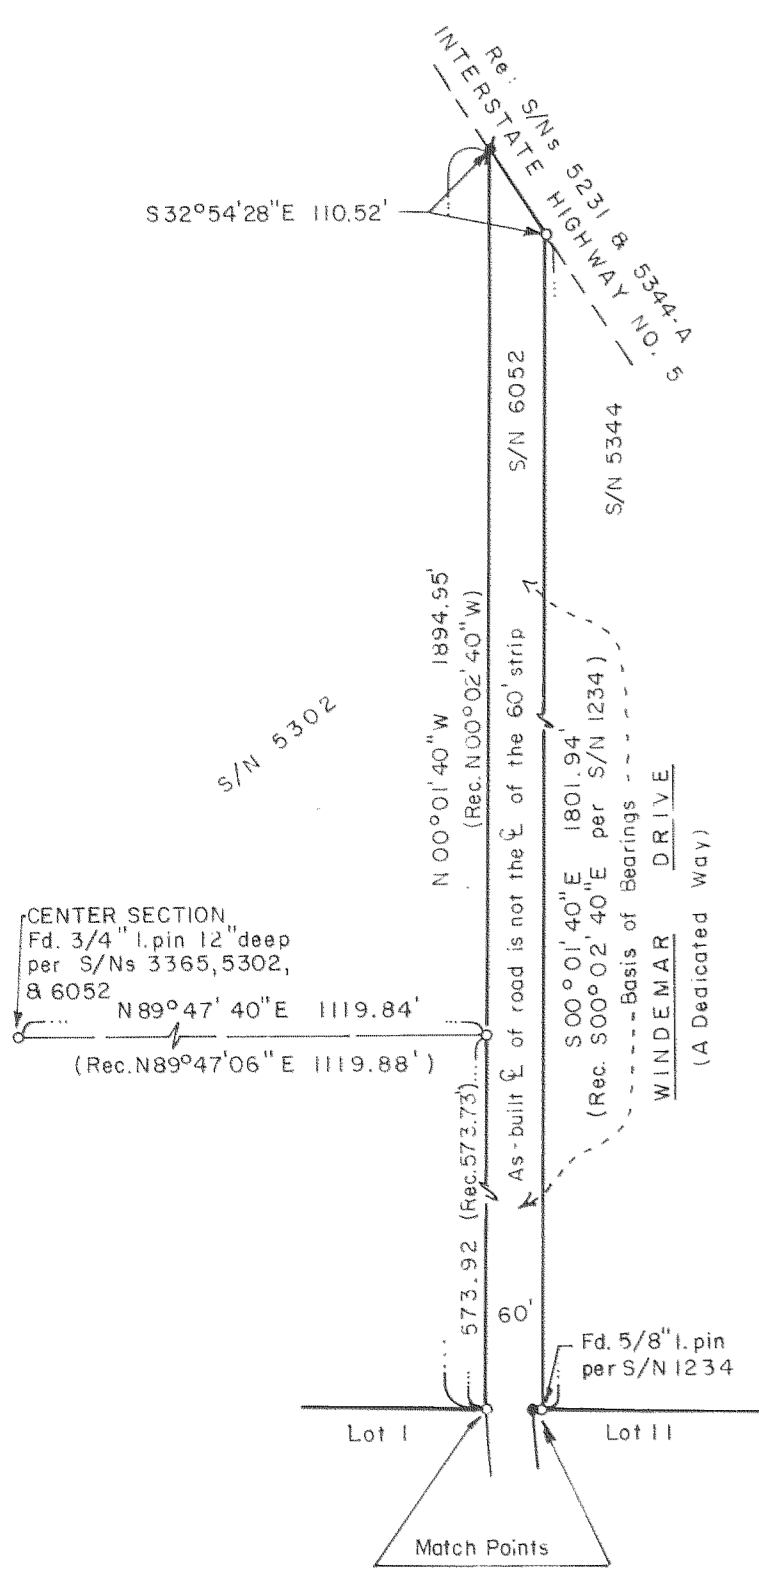 Re: S/Ns 5231 & 5344-A
INTERSTATE HIGHWAY NO. 5
S32°54'28"E 110.52'
S/N 6052
S/N 5344
N 00°01'40"W 1894.95'
(Rec. N00°02'40"W)
S/N 5302
As-built ℄ of road is not the ℄ of the 60' strip
S 00°01'40"E 1801.94'
(Rec. S00°02'40"E per S/N 1234)
Basis of Bearings
WINDEMAR DRIVE
(A Dedicated Way)
CENTER SECTION
Fd. 3/4" I.pin 12"deep
per S/Ns 3365,5302,
& 6052
N89°47'40"E 1119.84'
(Rec.N89°47'06"E 1119.88')
573.92 (Rec.573.73')
60'
Fd. 5/8" I.pin
per S/N 1234
Lot 1
Lot 11
Match Points